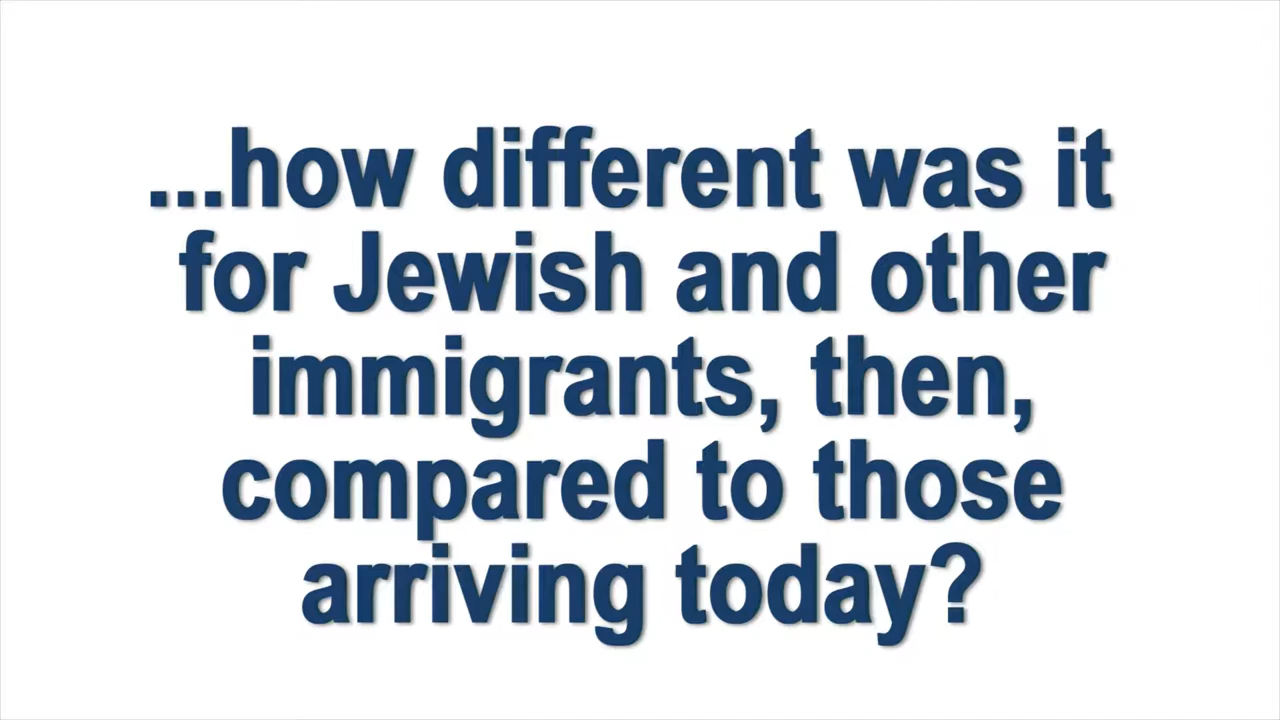 ...how different was it
for Jewish and other
immigrants, then,
compared to those
arriving today?